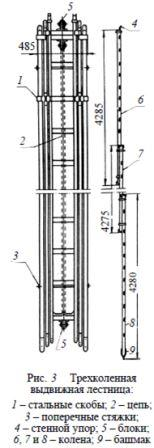 5
485
1
2
3
5
4
4285
6
7
4275
4280
8
9
Рис. 3 Трехколенная
выдвижная лестница:
1 – стальные скобы; 2 – цепь;
3 – поперечные стяжки;
4 – стенной упор; 5 – блоки;
6, 7 и 8 – колена; 9 – башмак